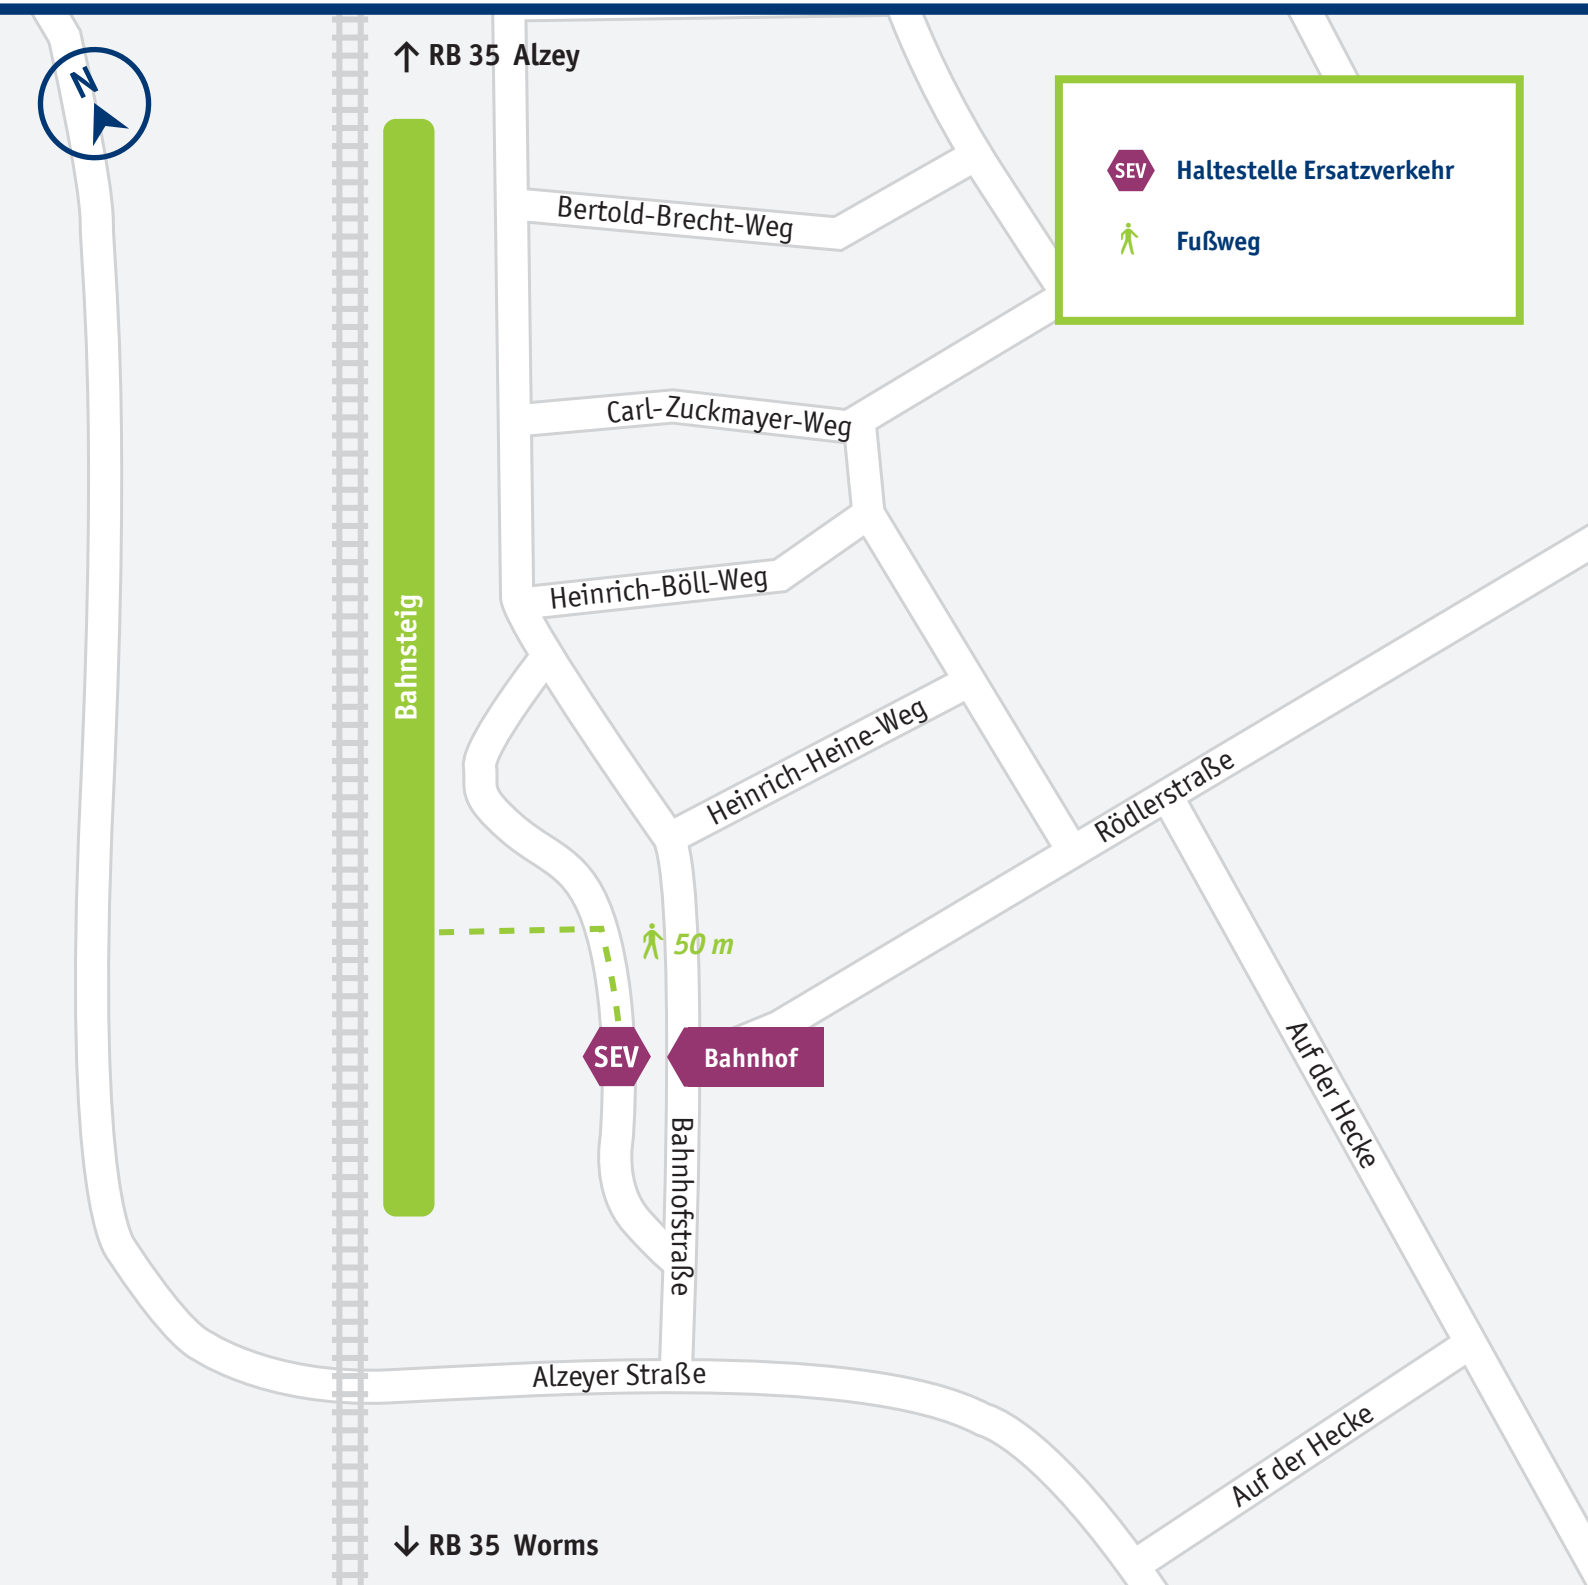 N
RB 35 Alzey
SEV Haltestelle Ersatzverkehr
Fußweg
Bertold-Brecht-Weg
Carl-Zuckmayer-Weg
Heinrich-Böll-Weg
Bahnsteig
Heinrich-Heine-Weg
Rödlerstraße
50 m
SEV
Bahnhof
Auf der Hecke
Bahnhofstraße
Alzeyer Straße
Auf der Hecke
RB 35 Worms